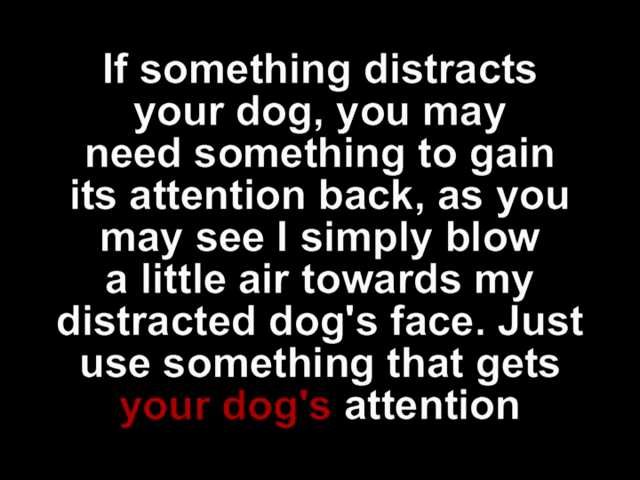 If something distracts
your dog, you may
need something to gain
its attention back, as you
may see I simply blow
a little air towards my
distracted dog's face. Just
use something that gets
your dog's attention